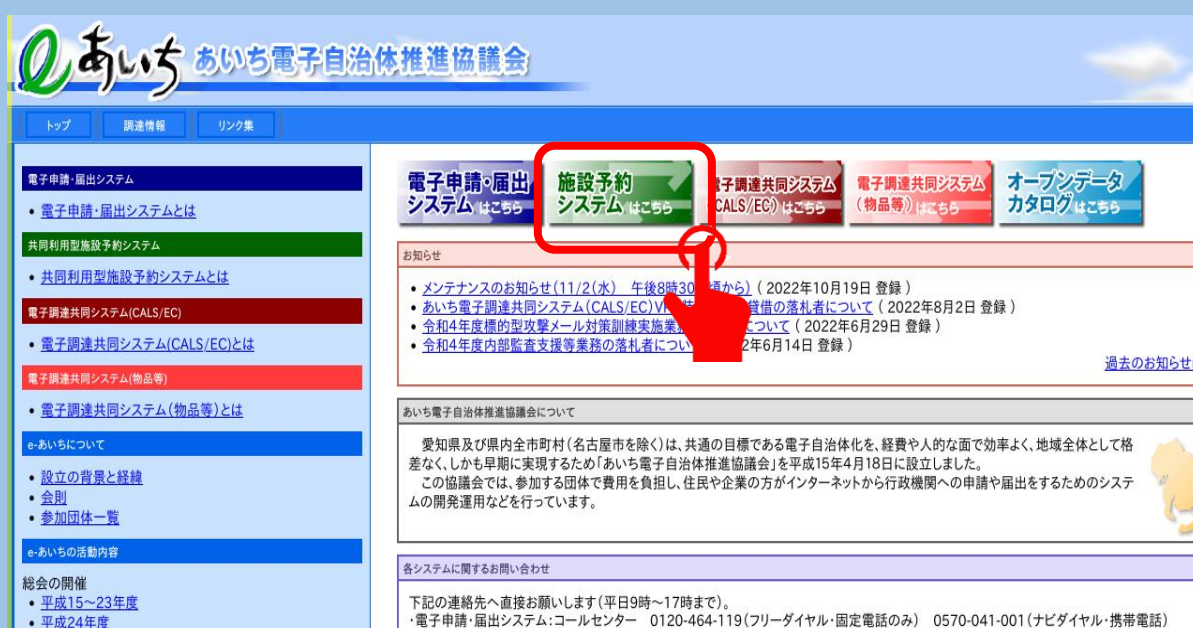 あいち あいち電子自治体推進協議会
トップ 調達情報 リンク集
電子申請・届出システム
・電子申請・届出システムとは
共同利用型施設予約システム
・共同利用型施設予約システムとは
電子調達共同システム(CALS/EC)
・電子調達共同システム(CALS/EC)とは
電子調達共同システム(物品等)
・電子調達共同システム(物品等)とは
e-あいちについて
・設立の背景と経緯
・会則
・参加団体一覧
e-あいちの活動内容
総会の開催
・平成15～23年度
・平成24年度
電子申請・届出
システム はこちら
施設予約
システム はこちら
電子調達共同システム
(CALS/EC) はこちら
電子調達共同システム
(物品等) はこちら
オープンデータ
カタログ はこちら
お知らせ
・メンテナンスのお知らせ(11/2(水) 午後8時30 頃から) ( 2022年10月19日 登録 )
・あいち電子調達共同システム(CALS/EC)V 貸借の落札者について ( 2022年8月2日 登録 )
・令和4年度標的型攻撃メール対策訓練実施業 について ( 2022年6月29日 登録 )
・令和4年度内部監査支援等業務の落札者につい 2年6月14日 登録 )
過去のお知らせ
あいち電子自治体推進協議会について
愛知県及び県内全市町村(名古屋市を除く)は、共通の目標である電子自治体化を、経費や人的な面で効率よく、地域全体として格
差なく、しかも早期に実現するため「あいち電子自治体推進協議会」を平成15年4月18日に設立しました。
この協議会では、参加する団体で費用を負担し、住民や企業の方がインターネットから行政機関への申請や届出をするためのシステ
ムの開発運用などを行っています。
各システムに関するお問い合わせ
下記の連絡先へ直接お願いします(平日9時～17時まで)。
・電子申請・届出システム:コールセンター 0120-464-119(フリーダイヤル・固定電話のみ) 0570-041-001(ナビダイヤル・携帯電話)